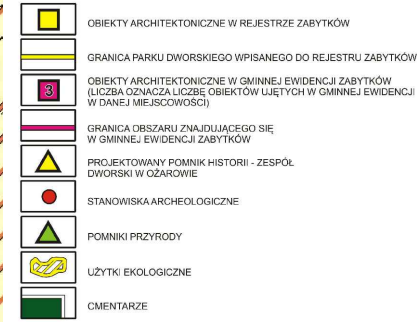 OBIEKTY ARCHITEKTONICZNE W REJESTRZE ZABYTKÓW
GRANICA PARKU DWORSKIEGO WPISANEGO DO REJESTRU ZABYTKÓW
3
OBIEKTY ARCHITEKTONICZNE W GMINNEJ EWIDENCJI ZABYTKÓW
(LICZBA OZNACZA LICZBĘ OBIEKTÓW UJĘTYCH W GMINNEJ EWIDENCJI
W DANEJ MIEJSCOWOŚCI)
GRANICA OBSZARU ZNAJDUJĄCEGO SIĘ
W GMINNEJ EWIDENCJI ZABYTKÓW
PROJEKTOWANY POMNIK HISTORII - ZESPÓŁ
DWORSKI W OŻAROWIE
STANOWISKA ARCHEOLOGICZNE
POMNIKI PRZYRODY
UŻYTKI EKOLOGICZNE
CMENTARZE